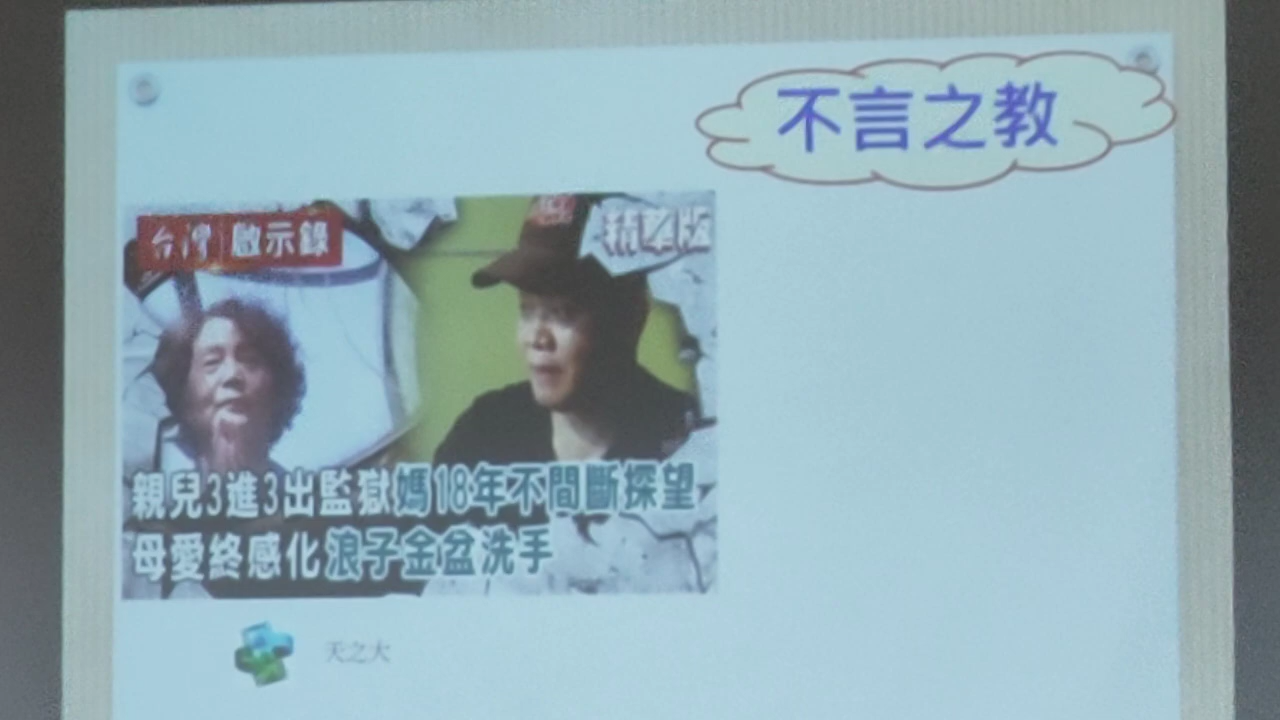 不言之教
台灣啟示錄
精華版
親兒3進3出監獄媽18年不間斷探望
母愛終感化浪子金盆洗手
天之大